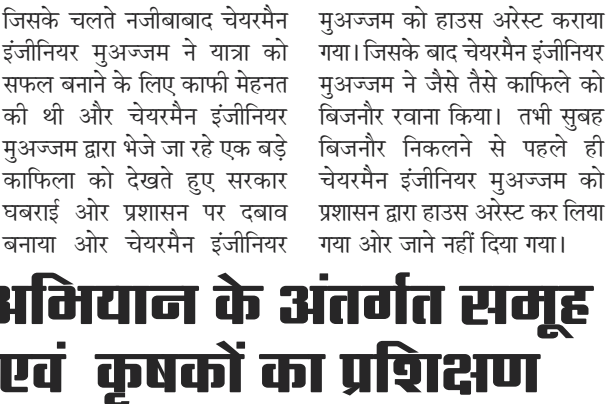 जिसके चलते नजीबाबाद चेयरमैन
इंजीनियर मुअज्जम ने यात्रा को
सफल बनाने के लिए काफी मेहनत
की थी और चेयरमैन इंजीनियर
मुअज्जम द्वारा भेजे जा रहे एक बड़े
काफिला को देखते हुए सरकार
घबराई ओर प्रशासन पर दबाव
बनाया ओर चेयरमैन इंजीनियर
मुअज्जम को हाउस अरेस्ट कराया
गया। जिसके बाद चेयरमैन इंजीनियर
मुअज्जम ने जैसे तैसे काफिले को
बिजनौर रवाना किया। तभी सुबह
बिजनौर निकलने से पहले ही
चेयरमैन इंजीनियर मुअज्जम को
प्रशासन द्वारा हाउस अरेस्ट कर लिया
गया ओर जाने नहीं दिया गया।
अभियान के अंतर्गत समूह
एवं कृषकों का प्रशिक्षण